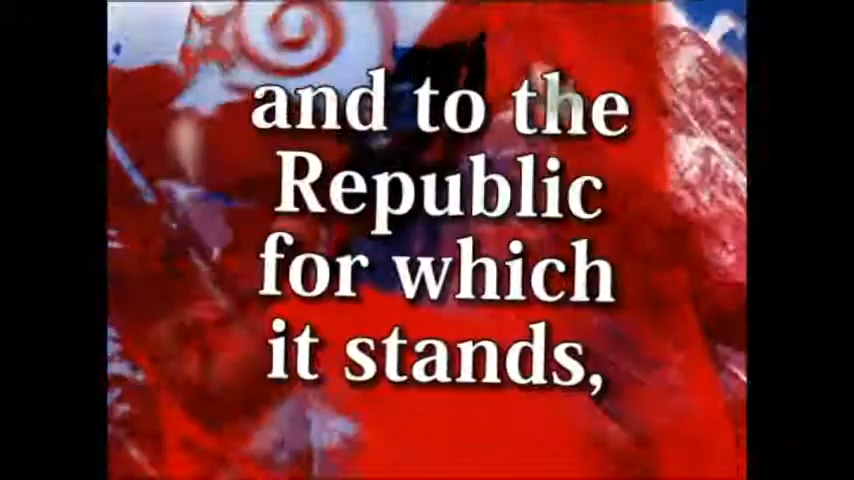 and to the
Republic
for which
it stands,